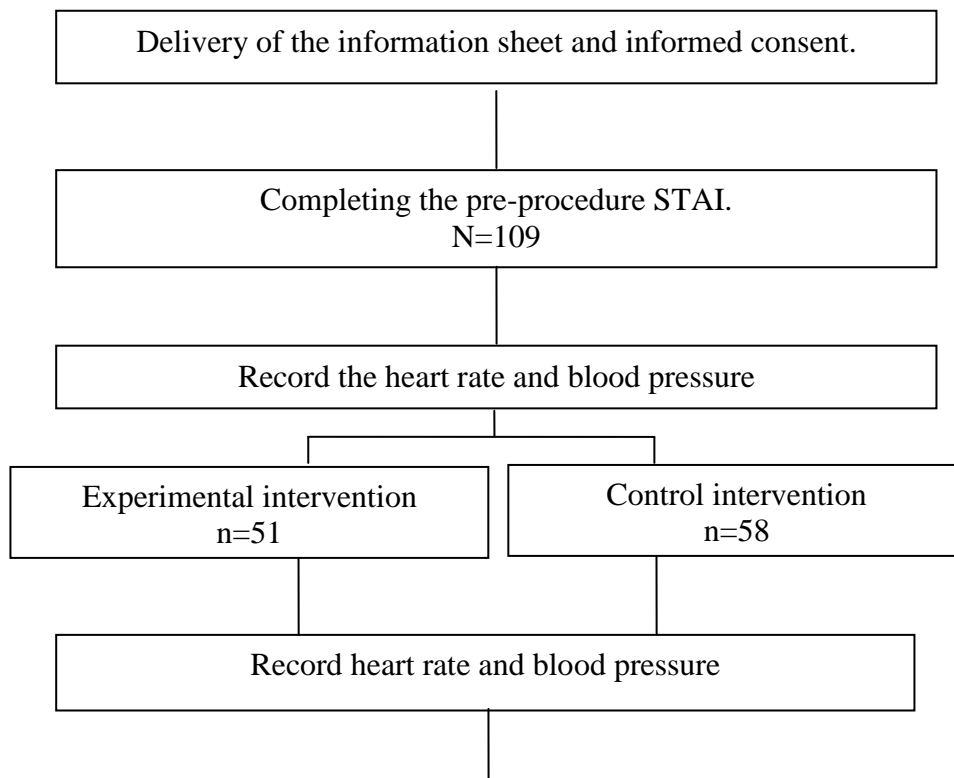 Delivery of the information sheet and informed consent.
Completing the pre-procedure STAI.
N=109
Record the heart rate and blood pressure
Experimental intervention
n=51
Control intervention
n=58
Record heart rate and blood pressure